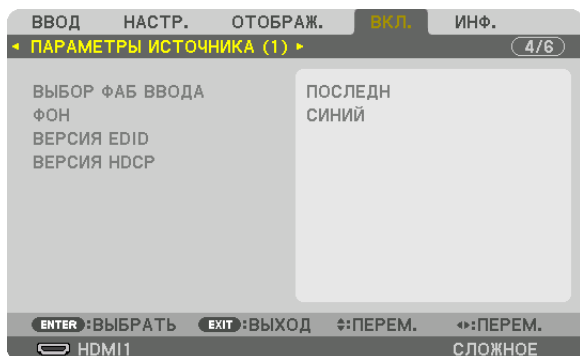 ВВОД НАСТР. ОТОБРАЖ. ВКЛ. ИНФ.
ПАРАМЕТРЫ ИСТОЧНИКА (1) 4/6
ВЫБОР ФАБ ВВОДА ПОСЛЕДН
ФОН СИНИЙ
ВЕРСИЯ EDID
ВЕРСИЯ HDCP
ENTER :ВЫБРАТЬ EXIT :ВЫХОД :ПЕРЕМ. :ПЕРЕМ.
HDMI1 СЛОЖНОЕ